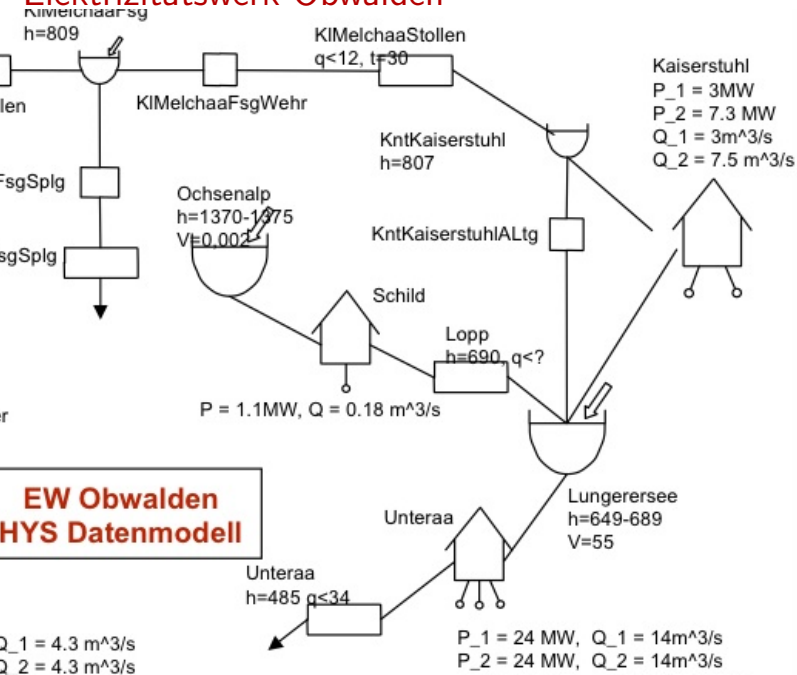 Elektrizitätswerk Obwalden
KlMelchaaFsg
h=809
KlMelchaaStollen
q<12, t=30
Kaiserstuhl
P_1 = 3MW
P_2 = 7.3 MW
Q_1 = 3m^3/s
Q_2 = 7.5 m^3/s
len
KlMelchaaFsgWehr
KntKaiserstuhl
h=807
FsgSplg
Ochsenalp
h=1370-1375
V=0,002
KntKaiserstuhlALtg
sgSplg
Schild
Lopp
h=690, q<?
P = 1.1MW, Q = 0.18 m^3/s
er
EW Obwalden
HYS Datenmodell
Lungerersee
h=649-689
V=55
Unteraa
Unteraa
h=485 q<34
Q_1 = 4.3 m^3/s
Q_2 = 4.3 m^3/s
P_1 = 24 MW, Q_1 = 14m^3/s
P_2 = 24 MW, Q_2 = 14m^3/s